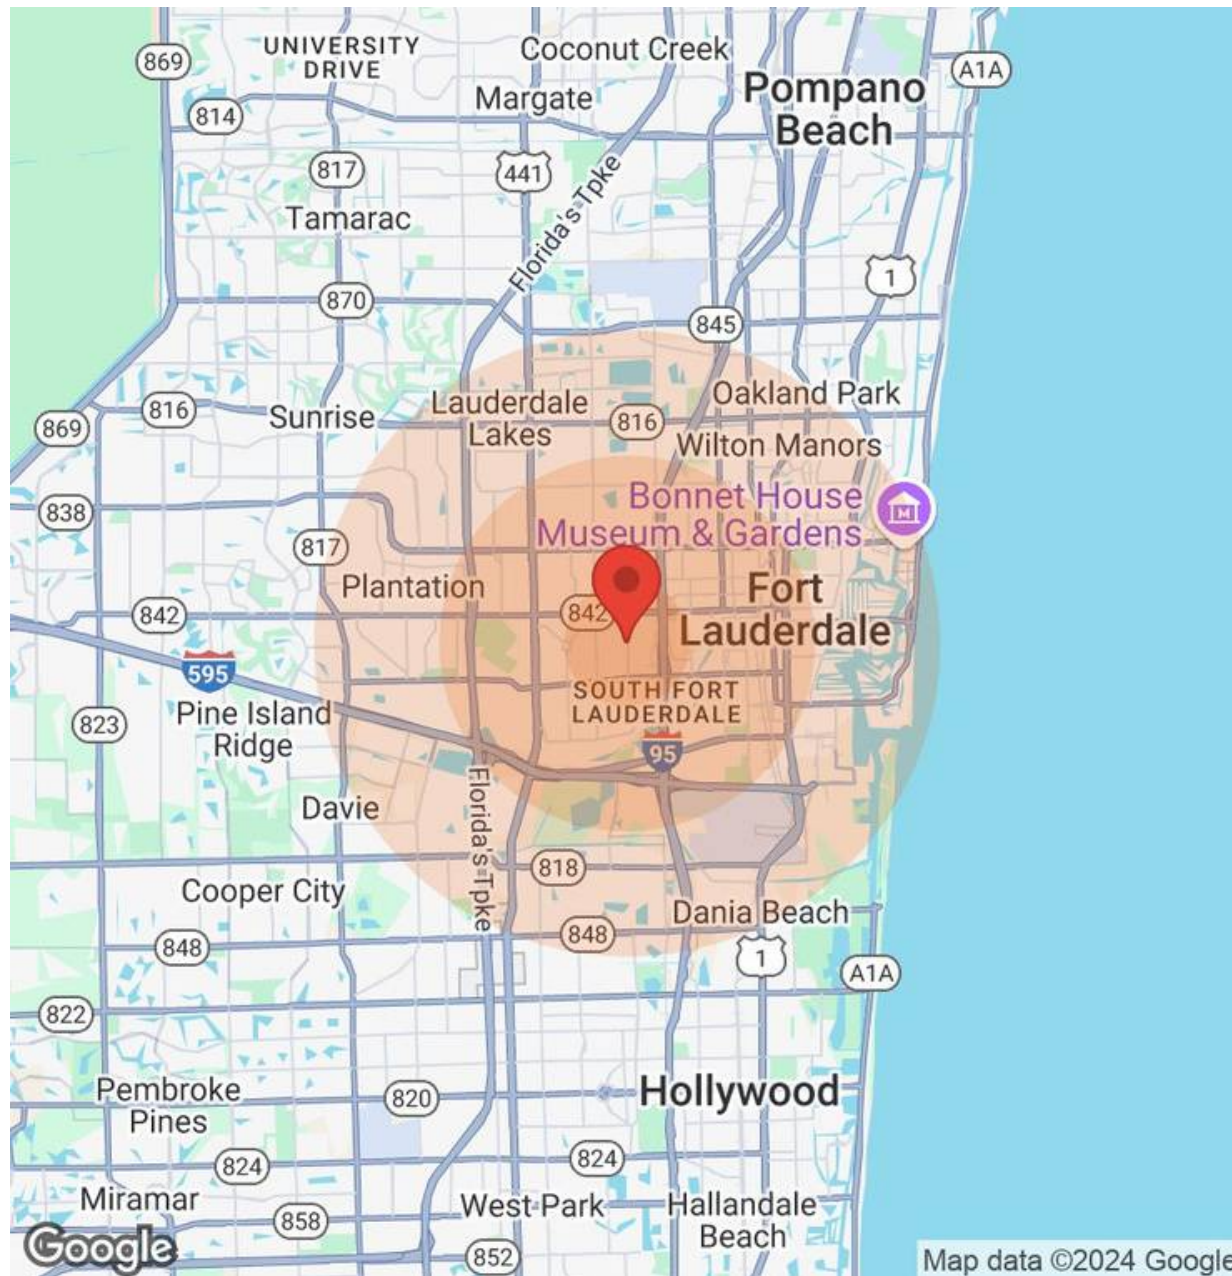 869
UNIVERSITY
DRIVE
Coconut Creek
A1A
814
Margate
Pompano
Beach
817
441
Florida's Tpke
Tamarac
1
870
845
869
816
Sunrise
Lauderdale
Lakes
816
Oakland Park
Wilton Manors
838
817
Bonnet House
Museum & Gardens
M
Plantation
842
842
Fort
Lauderdale
595
823
Pine Island
Ridge
SOUTH FORT
LAUDERDALE
95
Davie
Florida's Tpke
818
Cooper City
Dania Beach
848
848
1
A1A
822
Pembroke
Pines
820
Hollywood
824
824
Miramar
858
West Park
Hallandale
Beach
852
Google
Map data ©2024 Google